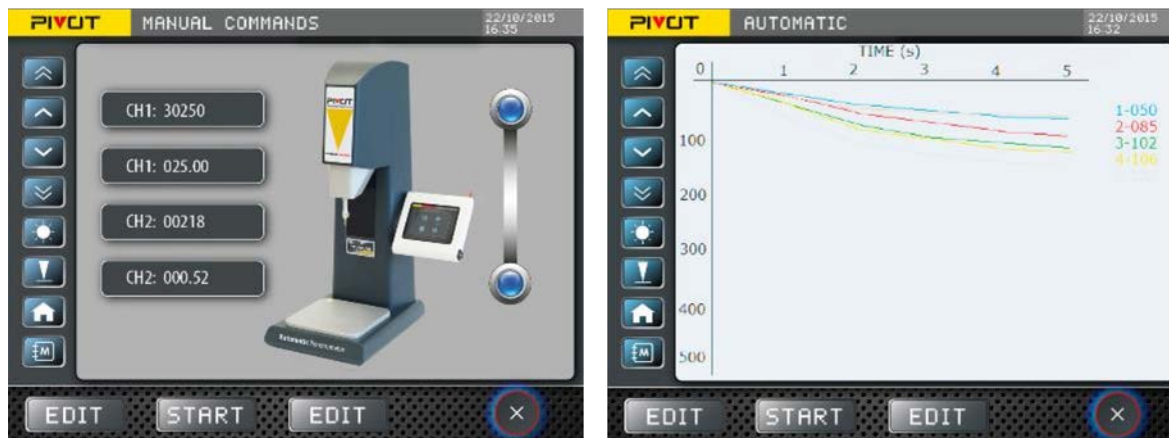 PIVOT MANUAL COMMANDS 22/10/2015
16:35
CH1: 30250
CH1: 025.00
CH2: 00218
CH2: 000.52
PIVOT
Automatic Penetrometer
EDIT START EDIT
PIVOT AUTOMATIC 22/10/2015
16:32
TIME (s)
0 1 2 3 4 5
1-050
2-085
3-102
4-106
100
200
300
400
500
M
EDIT START EDIT